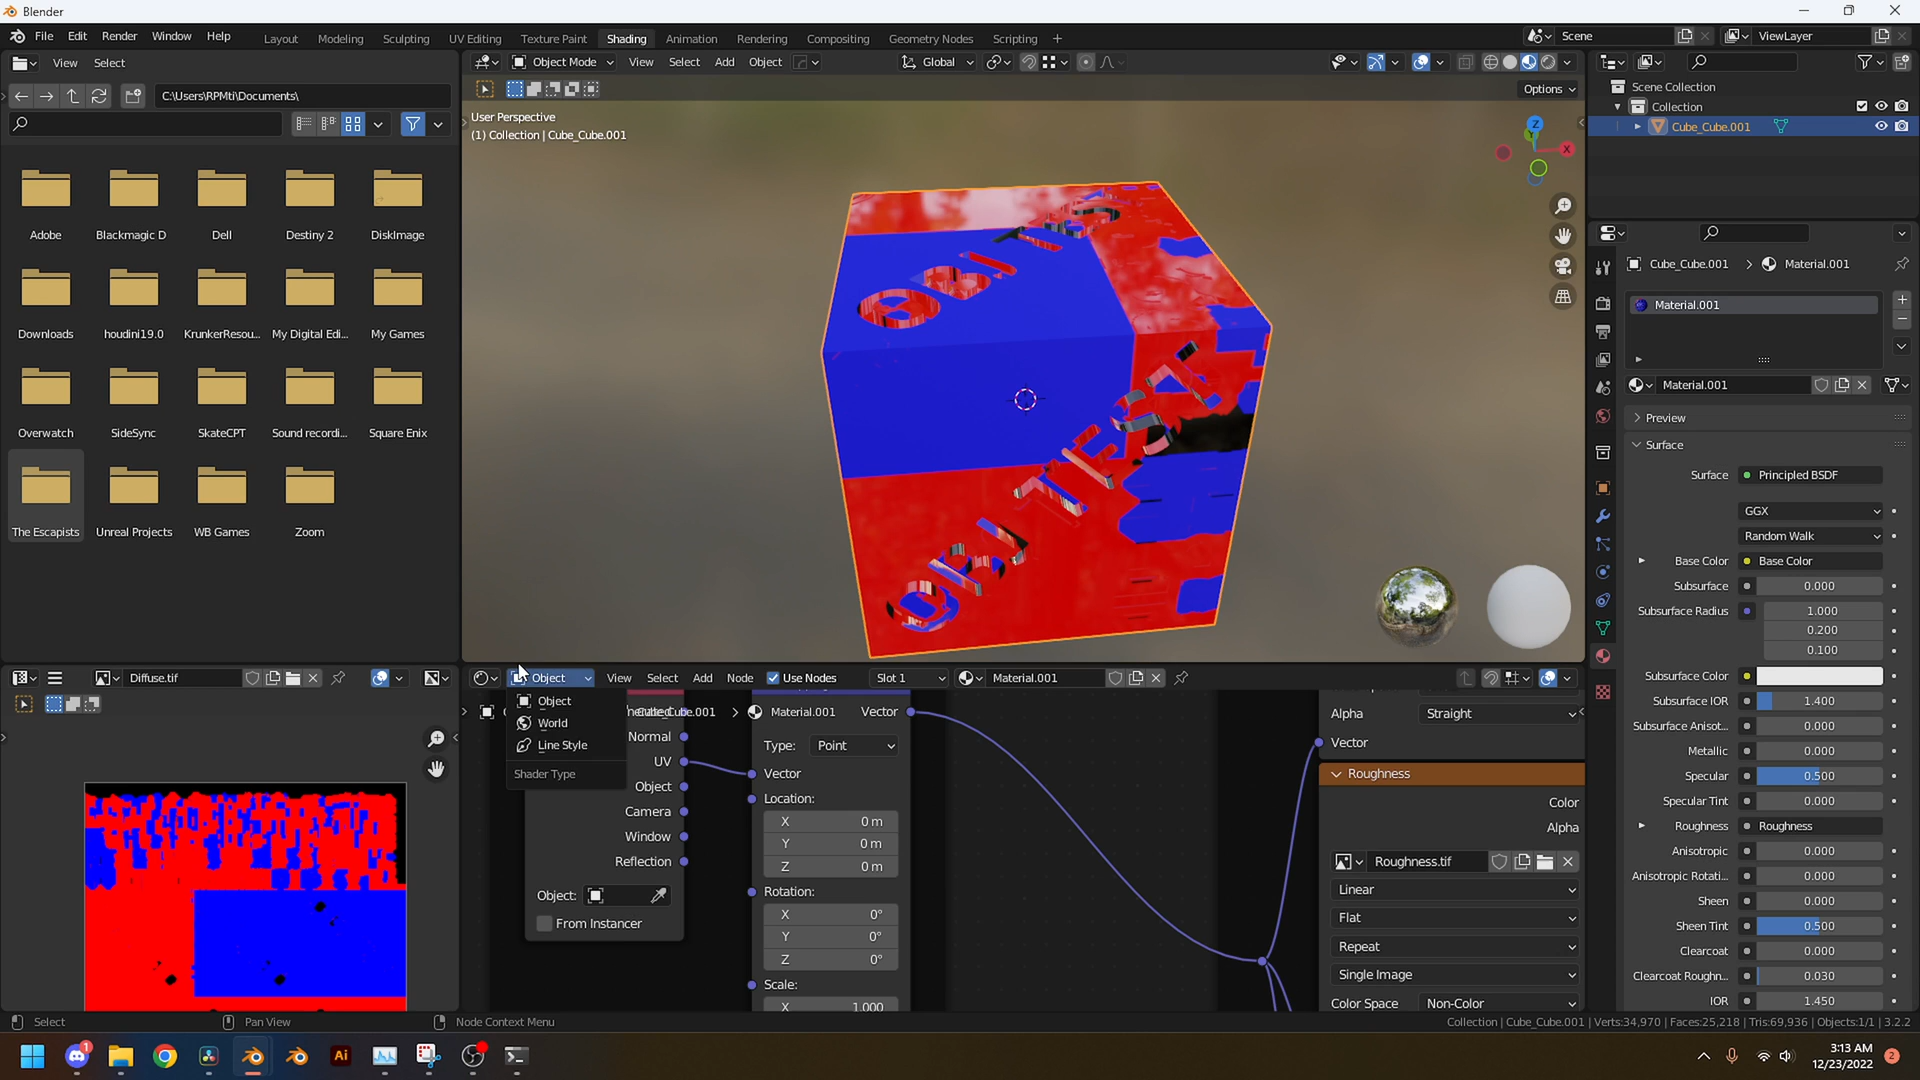 Blender
File Edit Render Window Help
Layout Modeling Sculpting UV Editing Texture Paint Shading Animation Rendering Compositing Geometry Nodes Scripting +
Scene
ViewLayer
View Select
C:\Users\RPMti\Documents\
Adobe Blackmagic D Dell Destiny 2 DiskImage
Downloads houdini19.0 KrunkerResou... My Digital Edi... My Games
Overwatch SideSync SkateCPT Sound recordi... Square Enix
The Escapists Unreal Projects WB Games Zoom
Object Mode View Select Add Object Global
Options
User Perspective
(1) Collection | Cube_Cube.001
Z
Y
X
Scene Collection
Collection
Cube_Cube.001
Cube_Cube.001 > Material.001
Material.001
Material.001
Preview
Surface
Surface Principled BSDF
GGX
Random Walk
Base Color Base Color
Subsurface 0.000
Subsurface Radius 1.000
0.200
0.100
Subsurface Color
Subsurface IOR 1.400
Subsurface Anisot... 0.000
Metallic 0.000
Specular 0.500
Specular Tint 0.000
Roughness Roughness
Anisotropic 0.000
Anisotropic Rotati... 0.000
Sheen 0.000
Sheen Tint 0.500
Clearcoat 0.000
Clearcoat Roughn... 0.030
IOR 1.450
Diffuse.tif
Object View Select Add Node Use Nodes Slot 1 Material.001
Object
World
Line Style
Shader Type
Cube.001 > Material.001
Normal
UV
Object
Camera
Window
Reflection
Object:
From Instancer
Vector
Type: Point
Vector
Location:
X 0 m
Y 0 m
Z 0 m
Rotation:
X 0°
Y 0°
Z 0°
Scale:
X 1.000
Alpha Straight
Vector
Roughness
Color
Alpha
Roughness.tif
Linear
Flat
Repeat
Single Image
Color Space Non-Color
Select Pan View Node Context Menu
Collection | Cube_Cube.001 | Verts:34,970 | Faces:25,218 | Tris:69,936 | Objects:1/1 | 3.2.2
1
Ai
3:13 AM
12/23/2022
2